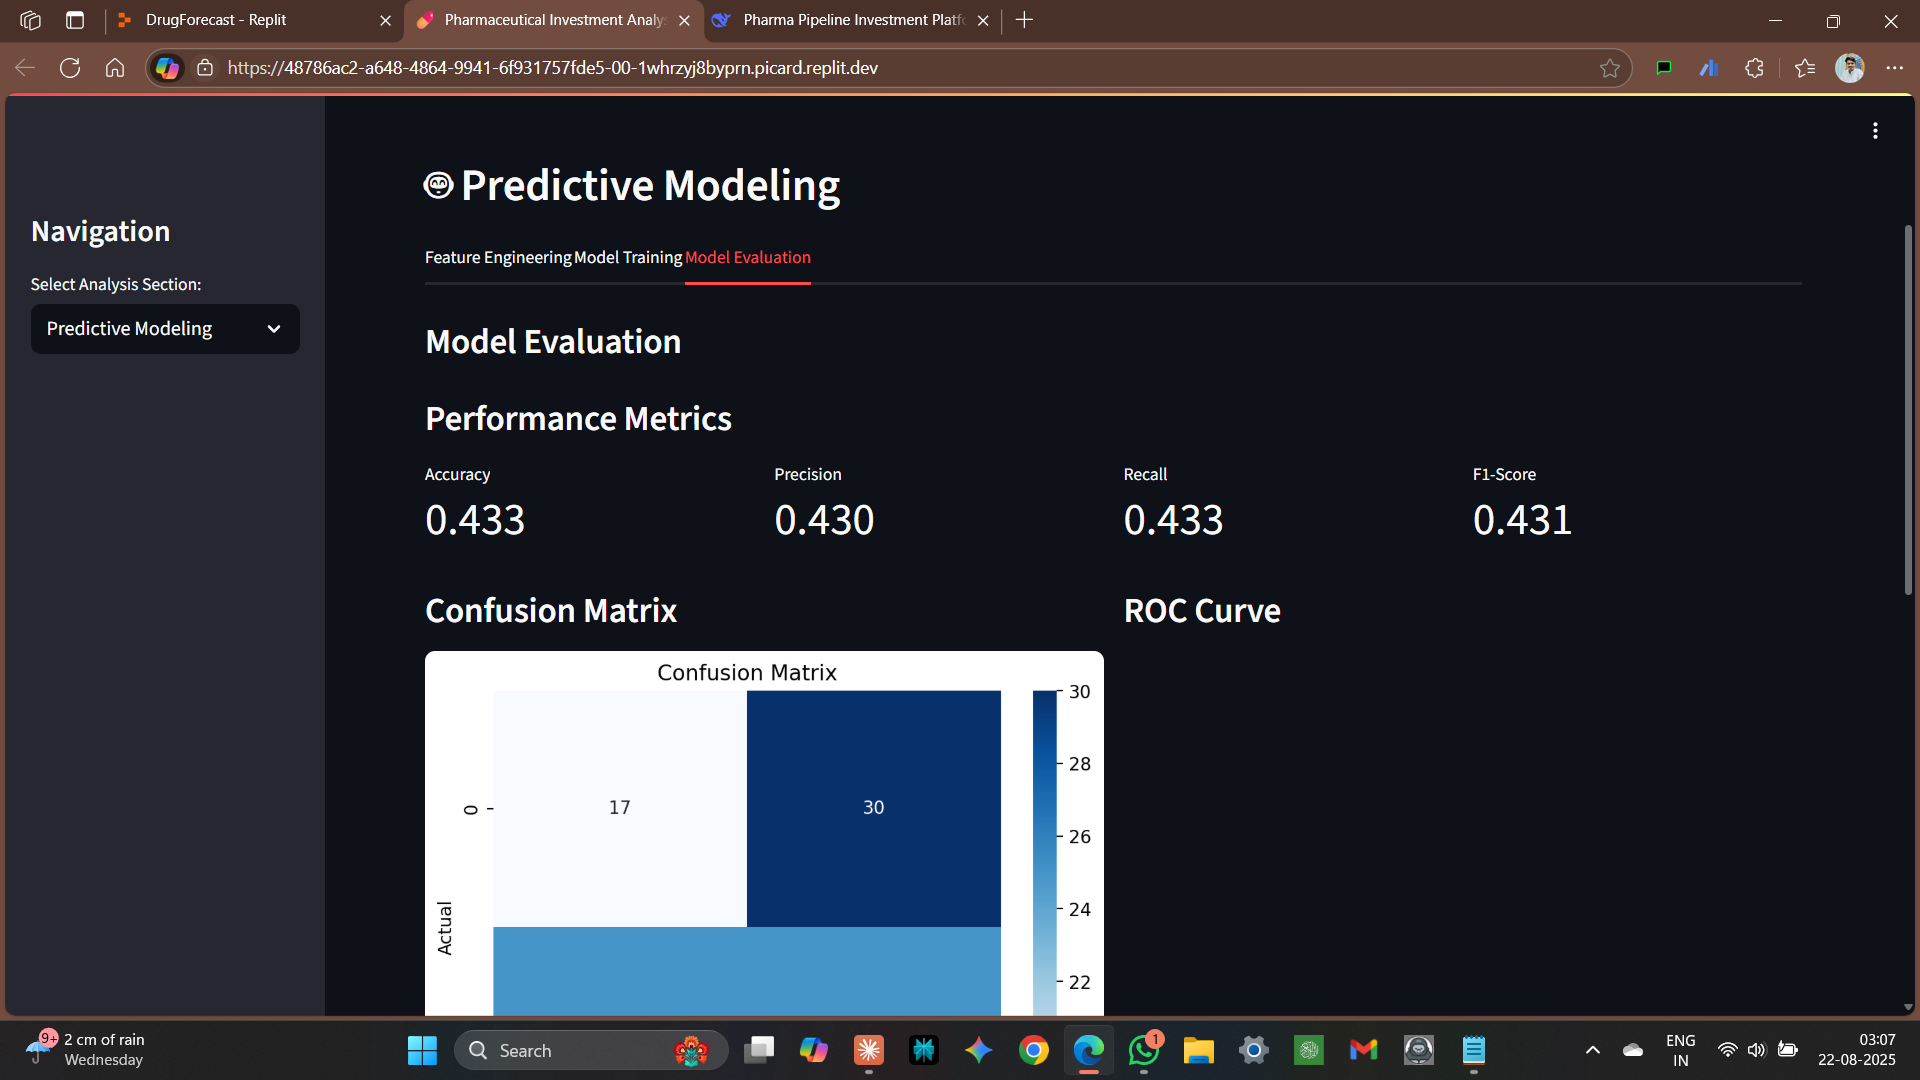 DrugForecast - Replit
Pharmaceutical Investment Analys
Pharma Pipeline Investment Platfo
https://48786ac2-a648-4864-9941-6f931757fde5-00-1whrzyj8byprn.picard.replit.dev
Navigation
Select Analysis Section:
Predictive Modeling
Predictive Modeling
Feature Engineering Model Training Model Evaluation
Model Evaluation
Performance Metrics
Accuracy Precision Recall F1-Score
0.433 0.430 0.433 0.431
Confusion Matrix
ROC Curve
Confusion Matrix
17 30
0
Actual
30
28
26
24
22
9+
2 cm of rain
Wednesday
Search
1
ENG
IN
03:07
22-08-2025